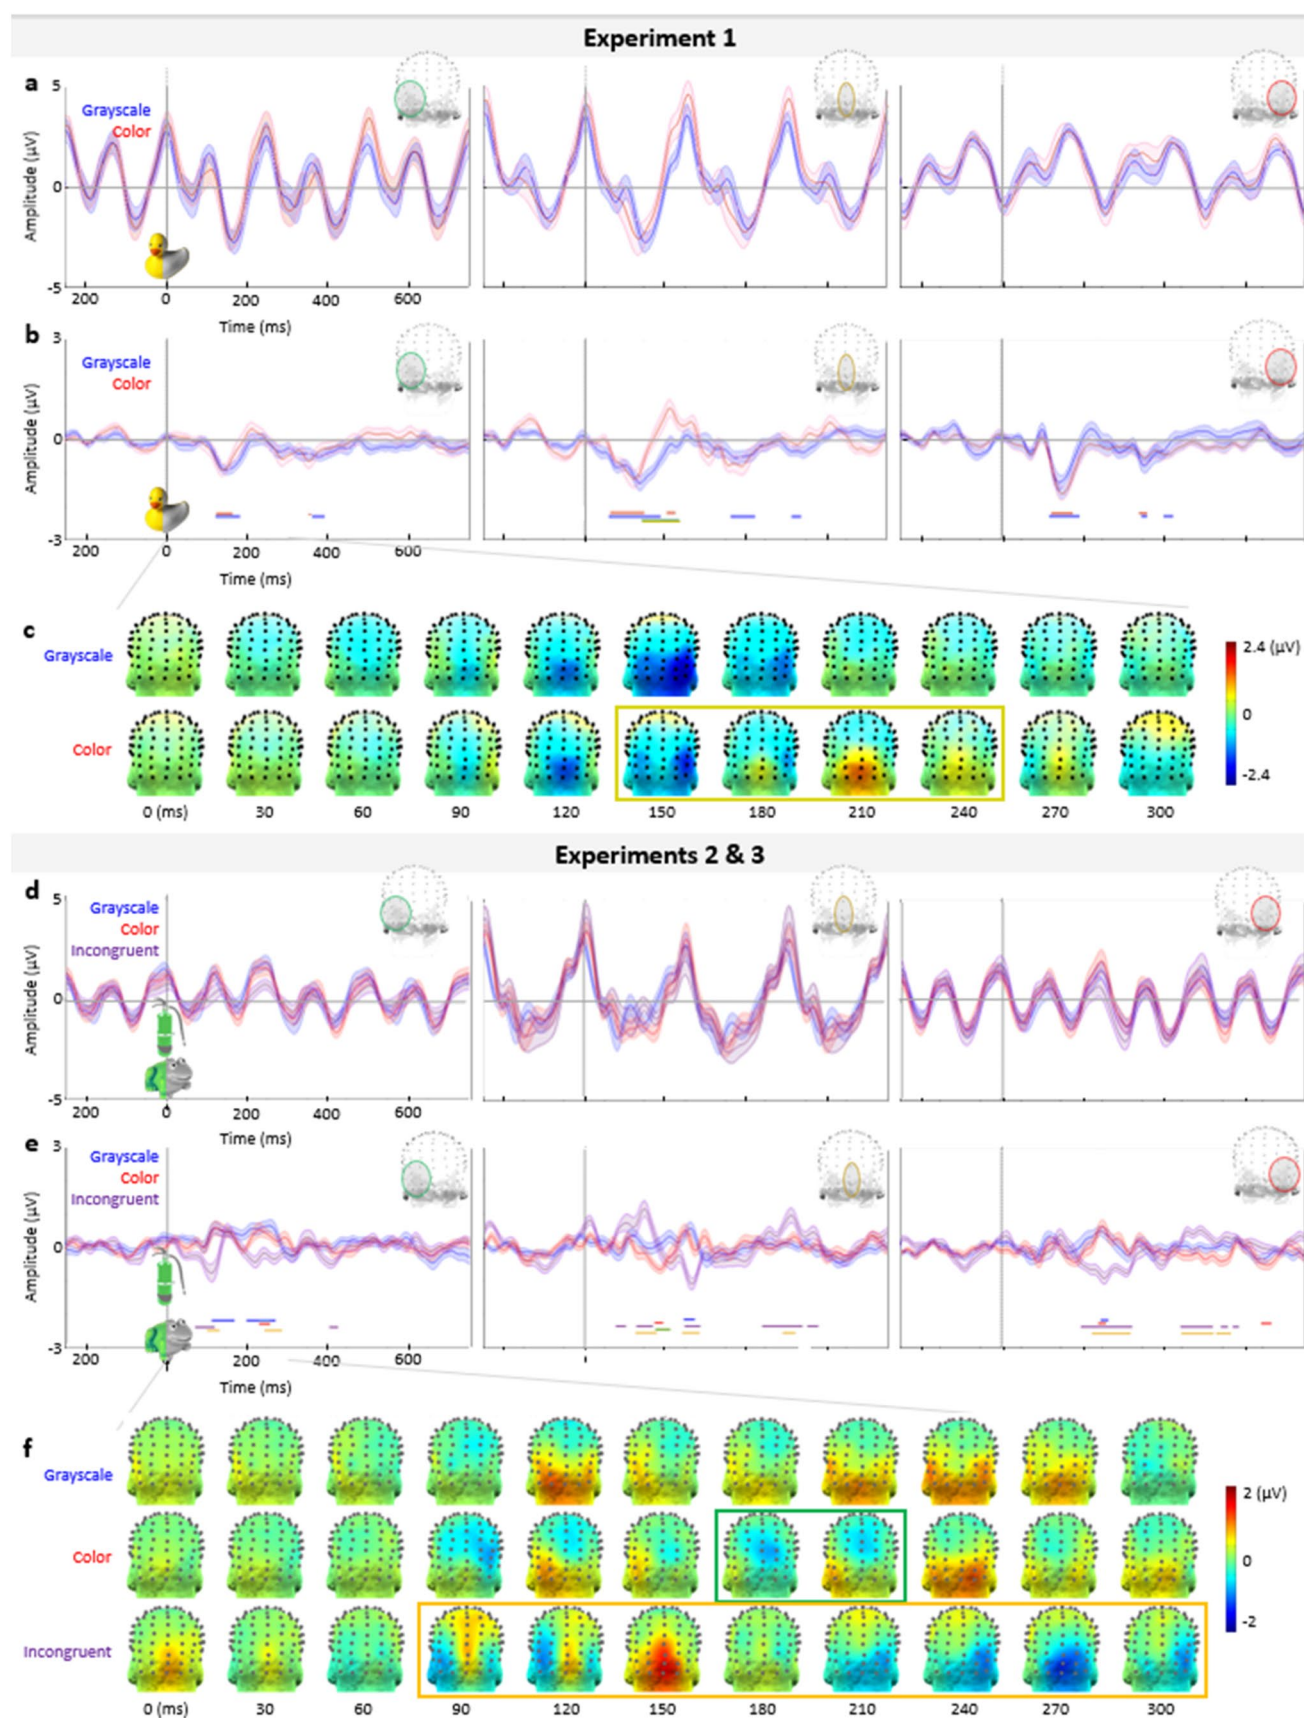 Experiment 1
a
5
Grayscale
Color
0
-5
Amplitude (µV)
200 0 200 400 600
Time (ms)
b
3
Grayscale
Color
0
-3
Amplitude (µV)
200 0 200 400 600
Time (ms)
c
Grayscale
Color
0 (ms) 30 60 90 120 150 180 210 240 270 300
2.4 (µV)
0
-2.4
Experiments 2 & 3
d
5
Grayscale
Color
Incongruent
0
-5
Amplitude (µV)
200 0 200 400 600
Time (ms)
e
3
Grayscale
Color
Incongruent
0
-3
Amplitude (µV)
200 0 200 400 600
Time (ms)
f
Grayscale
Color
Incongruent
0 (ms) 30 60 90 120 150 180 210 240 270 300
2 (µV)
0
-2